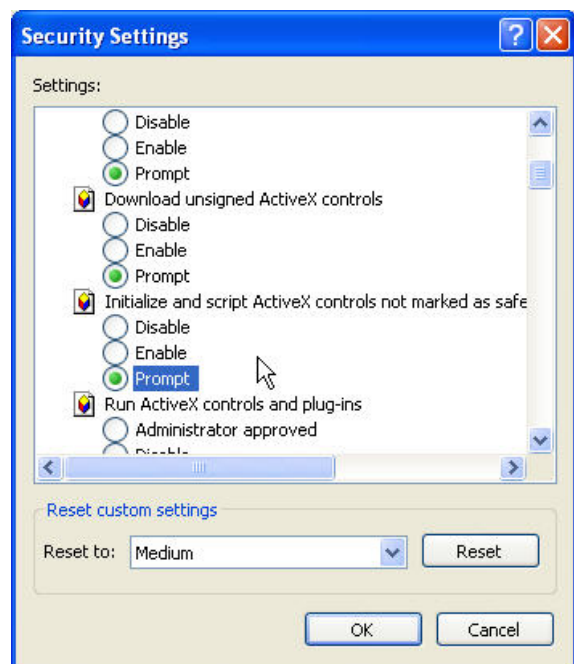 Security Settings
Settings:
Disable
Enable
Prompt
Download unsigned ActiveX controls
Disable
Enable
Prompt
Initialize and script ActiveX controls not marked as safe
Disable
Enable
Prompt
Run ActiveX controls and plug-ins
Administrator approved
Disable
Reset custom settings
Reset to: Medium Reset
OK Cancel